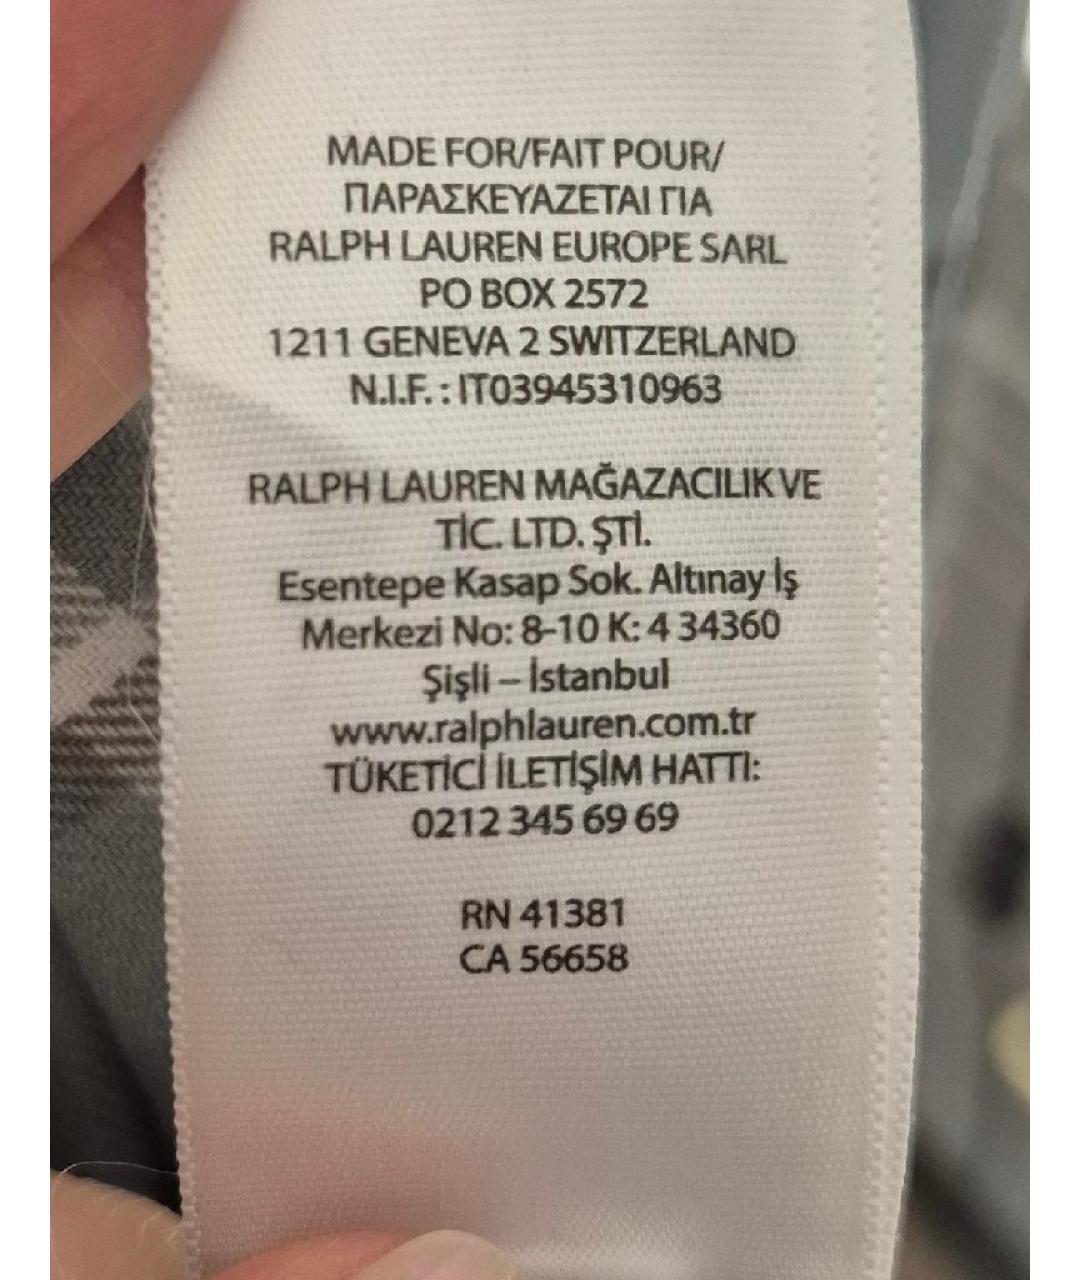 MADE FOR/FAIT POUR/
ΠΑΡΑΣΚΕΥΑΖΕΤΑΙ ΓΙΑ
RALPH LAUREN EUROPE SARL
PO BOX 2572
1211 GENEVA 2 SWITZERLAND
N.I.F. : IT03945310963
RALPH LAUREN MAĞAZACILIK VE
TİC. LTD. ŞTİ.
Esentepe Kasap Sok. Altınay İş
Merkezi No: 8-10 K: 4 34360
Şişli – İstanbul
www.ralphlauren.com.tr
TÜKETİCİ İLETİŞİM HATTI:
0212 345 69 69
RN 41381
CA 56658